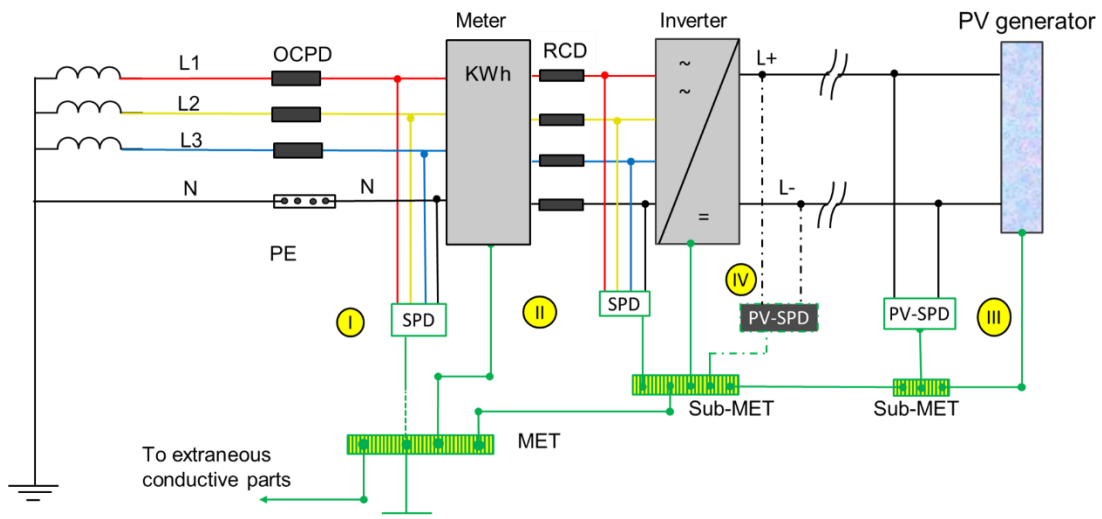 Meter
Inverter
PV generator
L1
OCPD
RCD
KWh
L+
~
~
L2
L3
N
N
L-
=
PE
I
SPD
II
SPD
IV
PV-SPD
PV-SPD
III
Sub-MET
Sub-MET
MET
To extraneous
conductive parts